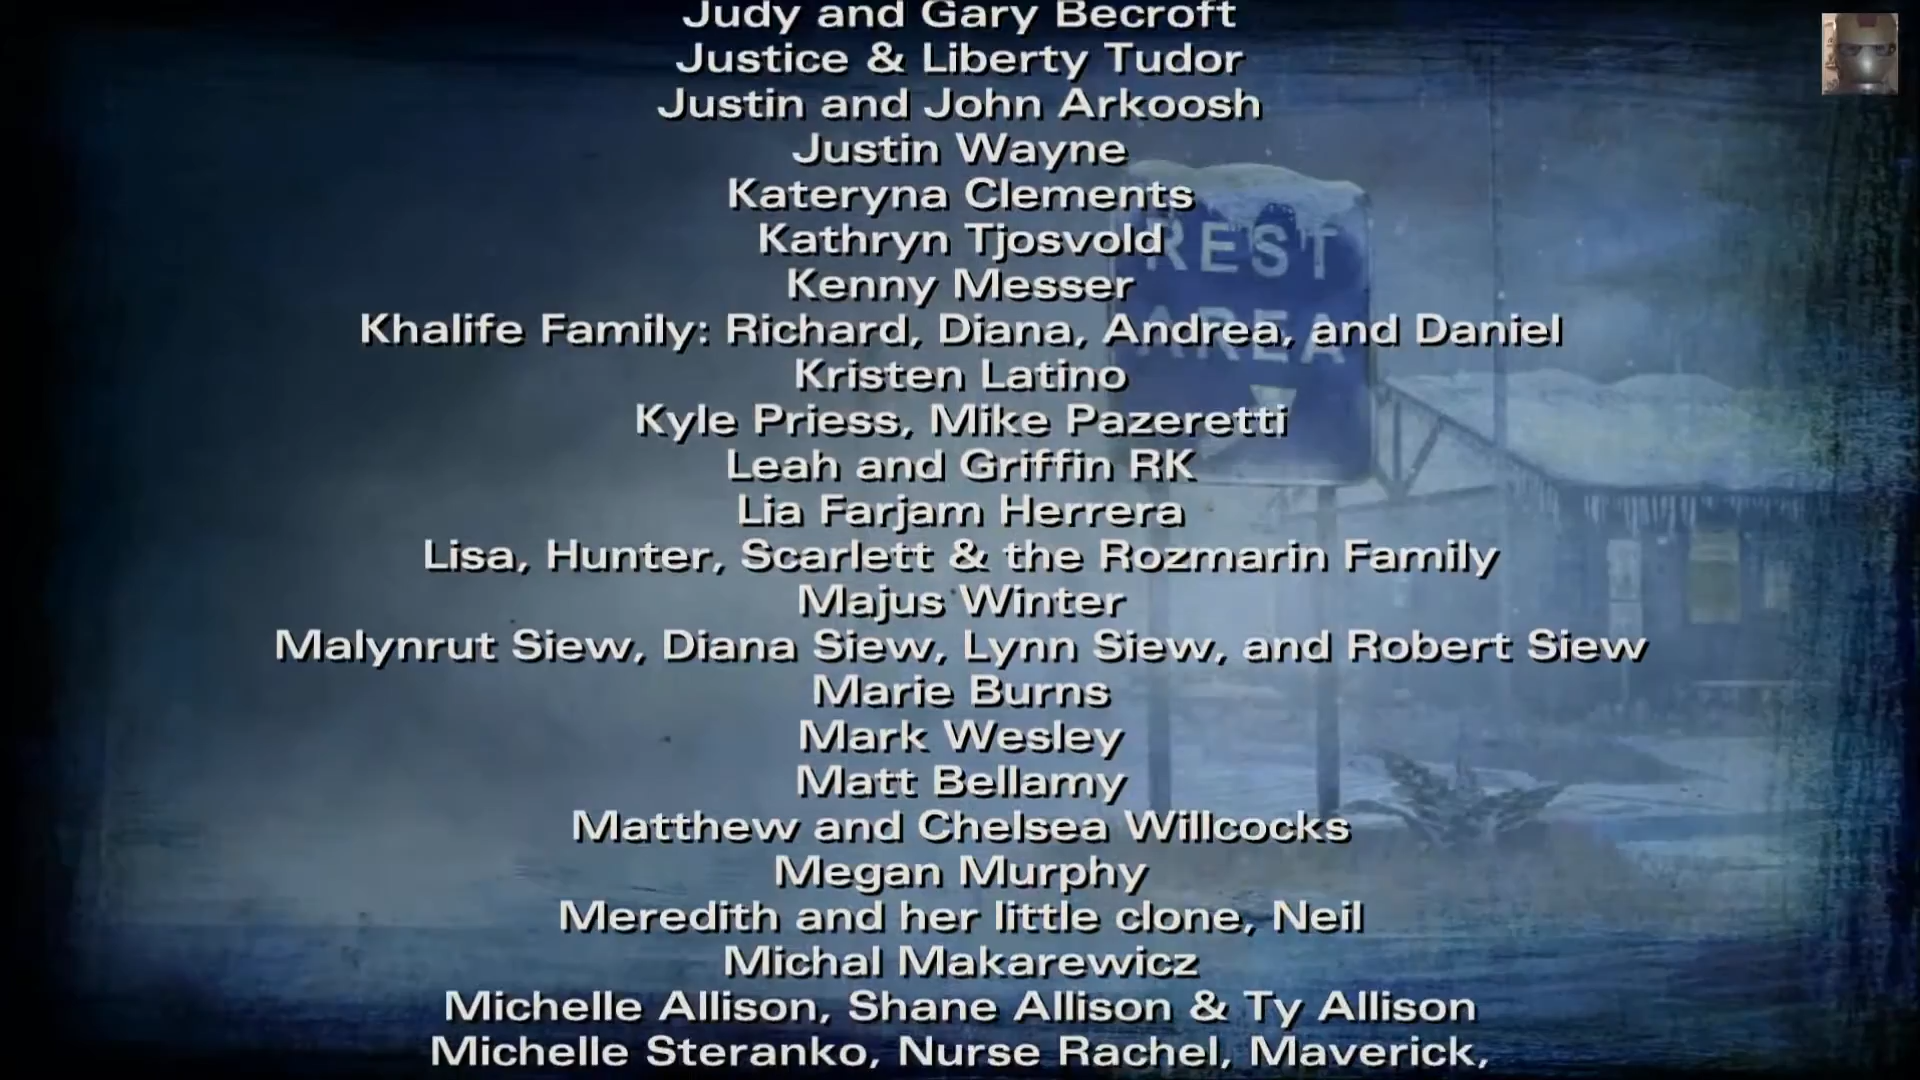 Judy and Gary Becroft
Justice & Liberty Tudor
Justin and John Arkoosh
Justin Wayne
Kateryna Clements
Kathryn Tjosvold
Kenny Messer
Khalife Family: Richard, Diana, Andrea, and Daniel
Kristen Latino
Kyle Priess, Mike Pazeretti
Leah and Griffin RK
Lia Farjam Herrera
Lisa, Hunter, Scarlett & the Rozmarin Family
Majus Winter
Malynrut Siew, Diana Siew, Lynn Siew, and Robert Siew
Marie Burns
Mark Wesley
Matt Bellamy
Matthew and Chelsea Willcocks
Megan Murphy
Meredith and her little clone, Neil
Michal Makarewicz
Michelle Allison, Shane Allison & Ty Allison
Michelle Steranko, Nurse Rachel, Maverick,
REST
AREA